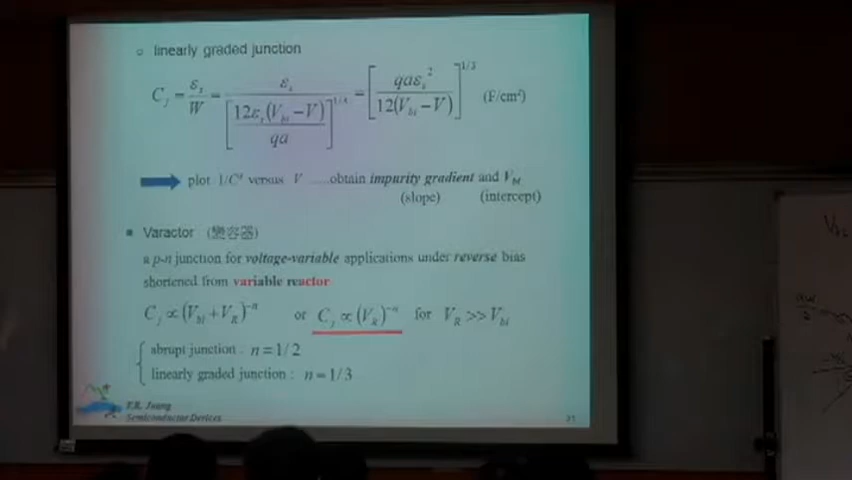 ○ linearly graded junction
C_j = ε_s / W = ε_s / [12ε_s(V_bi − V) / qa]^{1/3} = [qaε_s² / 12(V_bi − V)]^{1/3} (F/cm²)
plot 1/C³ versus V ....obtain impurity gradient and V_bi
(slope) (intercept)
■ Varactor (變容器)
a p-n junction for voltage-variable applications under reverse bias
shortened from variable reactor
C_j ∝ (V_bi + V_R)^{−n} or C_j ∝ (V_R)^{−n} for V_R >> V_bi
abrupt junction : n = 1/2
linearly graded junction : n = 1/3
Semiconductor Devices